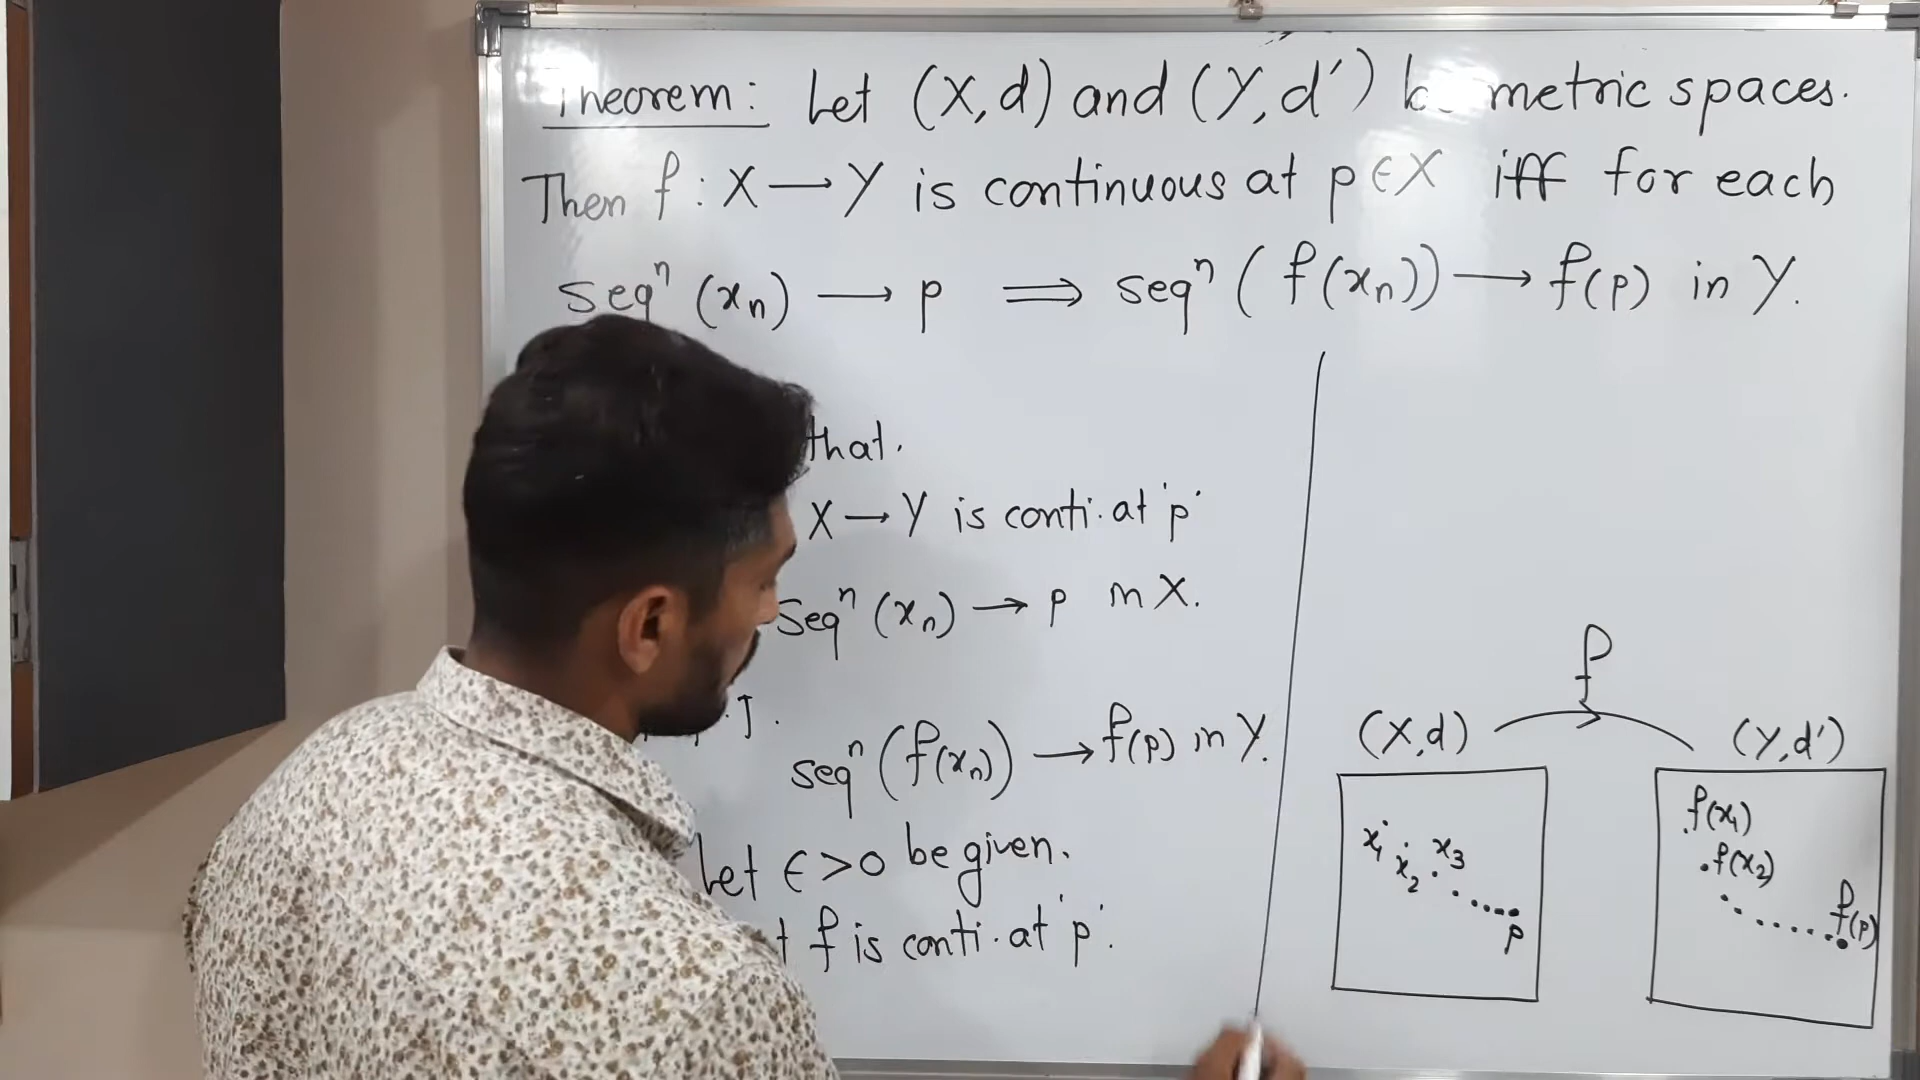 Theorem: Let (X,d) and (Y,d') metric spaces.
Then f : X → Y is continuous at p∈X iff for each
seqⁿ (xₙ) → p ⟹ seqⁿ (f(xₙ)) → f(p) in Y.
that.
X → Y is conti. at 'p'
seqⁿ (xₙ) → p in X.
seqⁿ (f(xₙ)) → f(p) in Y.
Let ϵ>0 be given.
f is conti. at 'p'.
f
(X,d)
(Y,d')
x₁
x₂
x₃
p
f(x₁)
f(x₂)
f(p)